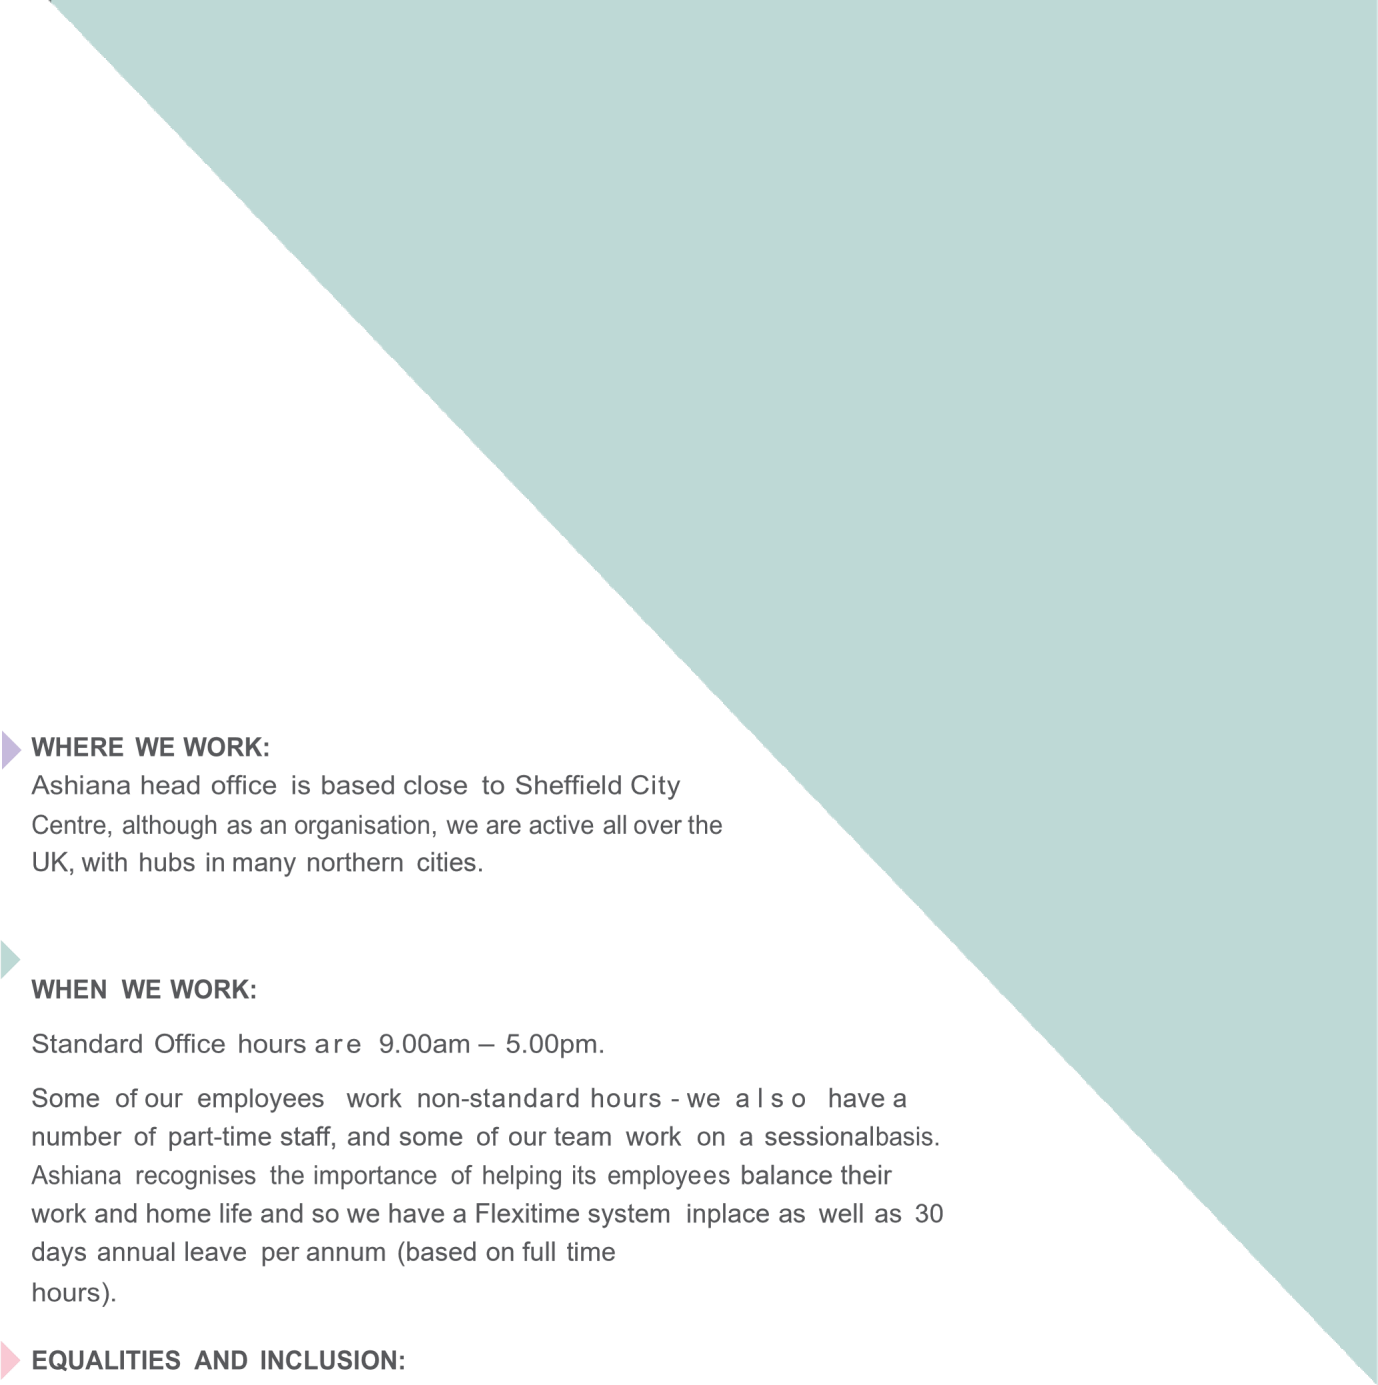 WHERE WE WORK:
Ashiana head office is based close to Sheffield City
Centre, although as an organisation, we are active all over the
UK, with hubs in many northern cities.
WHEN WE WORK:
Standard Office hours are 9.00am – 5.00pm.
Some of our employees work non-standard hours - we also have a
number of part-time staff, and some of our team work on a sessionalbasis.
Ashiana recognises the importance of helping its employees balance their
work and home life and so we have a Flexitime system inplace as well as 30
days annual leave per annum (based on full time
hours).
EQUALITIES AND INCLUSION: